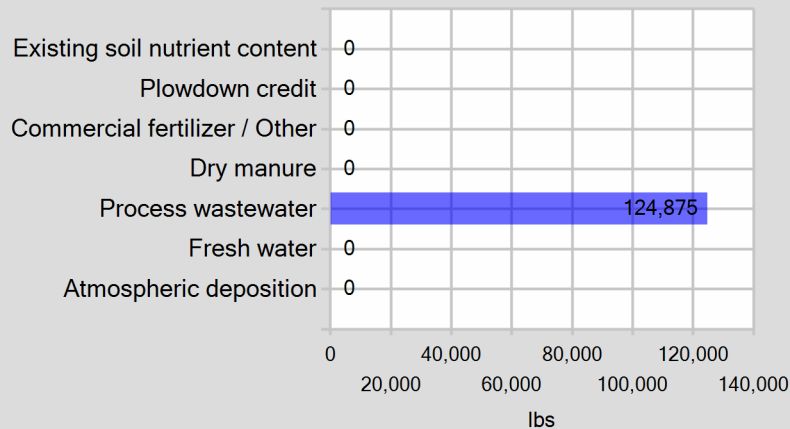 Existing soil nutrient content 0
Plowdown credit 0
Commercial fertilizer / Other 0
Dry manure 0
Process wastewater 124,875
Fresh water 0
Atmospheric deposition 0
0 40,000 80,000 120,000
20,000 60,000 100,000 140,000
lbs